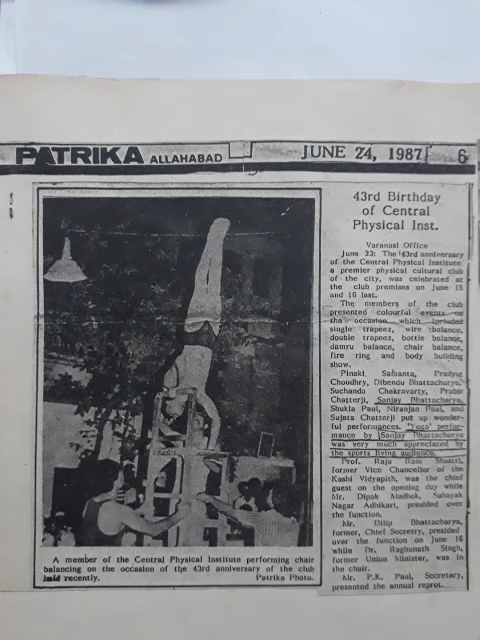 PATRIKA ALLAHABAD JUNE 24, 1987 6
43rd Birthday
of Central
Physical Inst.
Varanasi Office
June 23: The 43rd anniversary
of the Central Physical Institute
a premier physical cultural club
of the city, was celebrated at
the club premises on June 15
and 16 last.
The members of the club
presented colourful events on
the occasion which included
single trapeez, wire balance,
double trapeez, bottle balance,
damru balance, chair balance,
fire ring and body building
show.
Pinaki Samanta, Pradyut
Choudhry, Dibendu Bhattacharya,
Suchanda Chakravarty, Prabir
Chatterji, Sanjay Bhattacharya,
Shukla Paul, Niranjan Paul, and
Sujata Chatterji put up wonder-
ful performances. 'Yoga' perfor-
mance by Sanjay Bhattacharya
was very much appreciated by
the sports living audience.
Prof. Raja Ram Shastri,
former Vice Chancellor of the
Kashi Vidyapith, was the chief
guest on the opening day while
Mr. Dipak Madhok, Sahayak
Nagar Adhikari, presided over
the function.
Mr. Dilip Bhattacharya,
former, Chief Secretry, presided
over the function on June 16
while Dr. Raghunath Singh,
former Union Minister, was in
the chair.
Mr. P.K. Paul, Secretary,
presented the annual reprot.
A member of the Central Physical Institute performing chair
balancing on the occasion of the 43rd anniversary of the club
held recently. Patrika Photo.